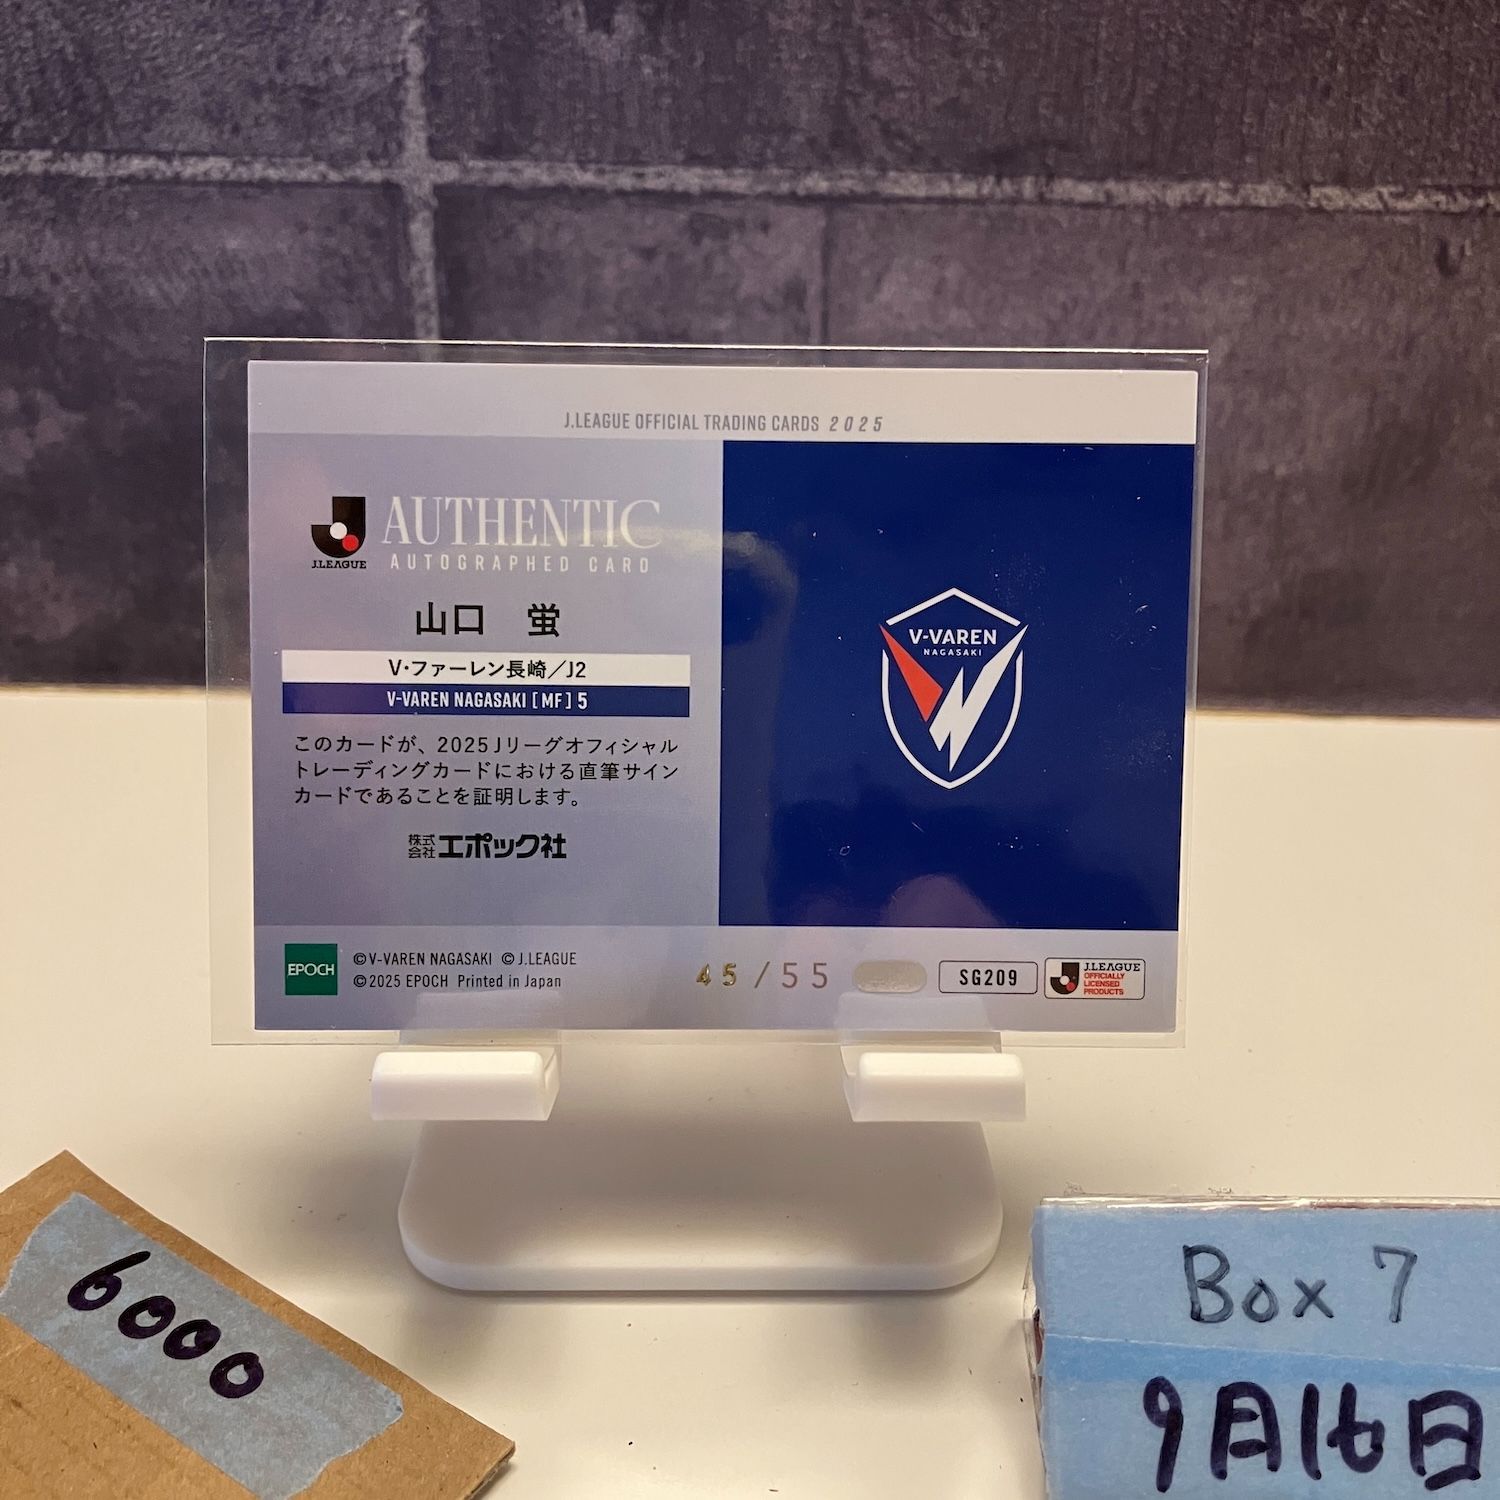 J.LEAGUE OFFICIAL TRADING CARDS 2025
J.LEAGUE
AUTHENTIC
AUTOGRAPHED CARD
山口 蛍
V・ファーレン長崎/J2
V-VAREN NAGASAKI [MF] 5
このカードが、2025Jリーグオフィシャル
トレーディングカードにおける直筆サイン
カードであることを証明します。
株式会社エポック社
V-VAREN
NAGASAKI
EPOCH
©V-VAREN NAGASAKI ©J.LEAGUE
©2025 EPOCH Printed in Japan
45/55
SG209
J.LEAGUE
OFFICIALLY
LICENSED
PRODUCTS
6000
Box 7
9月16日